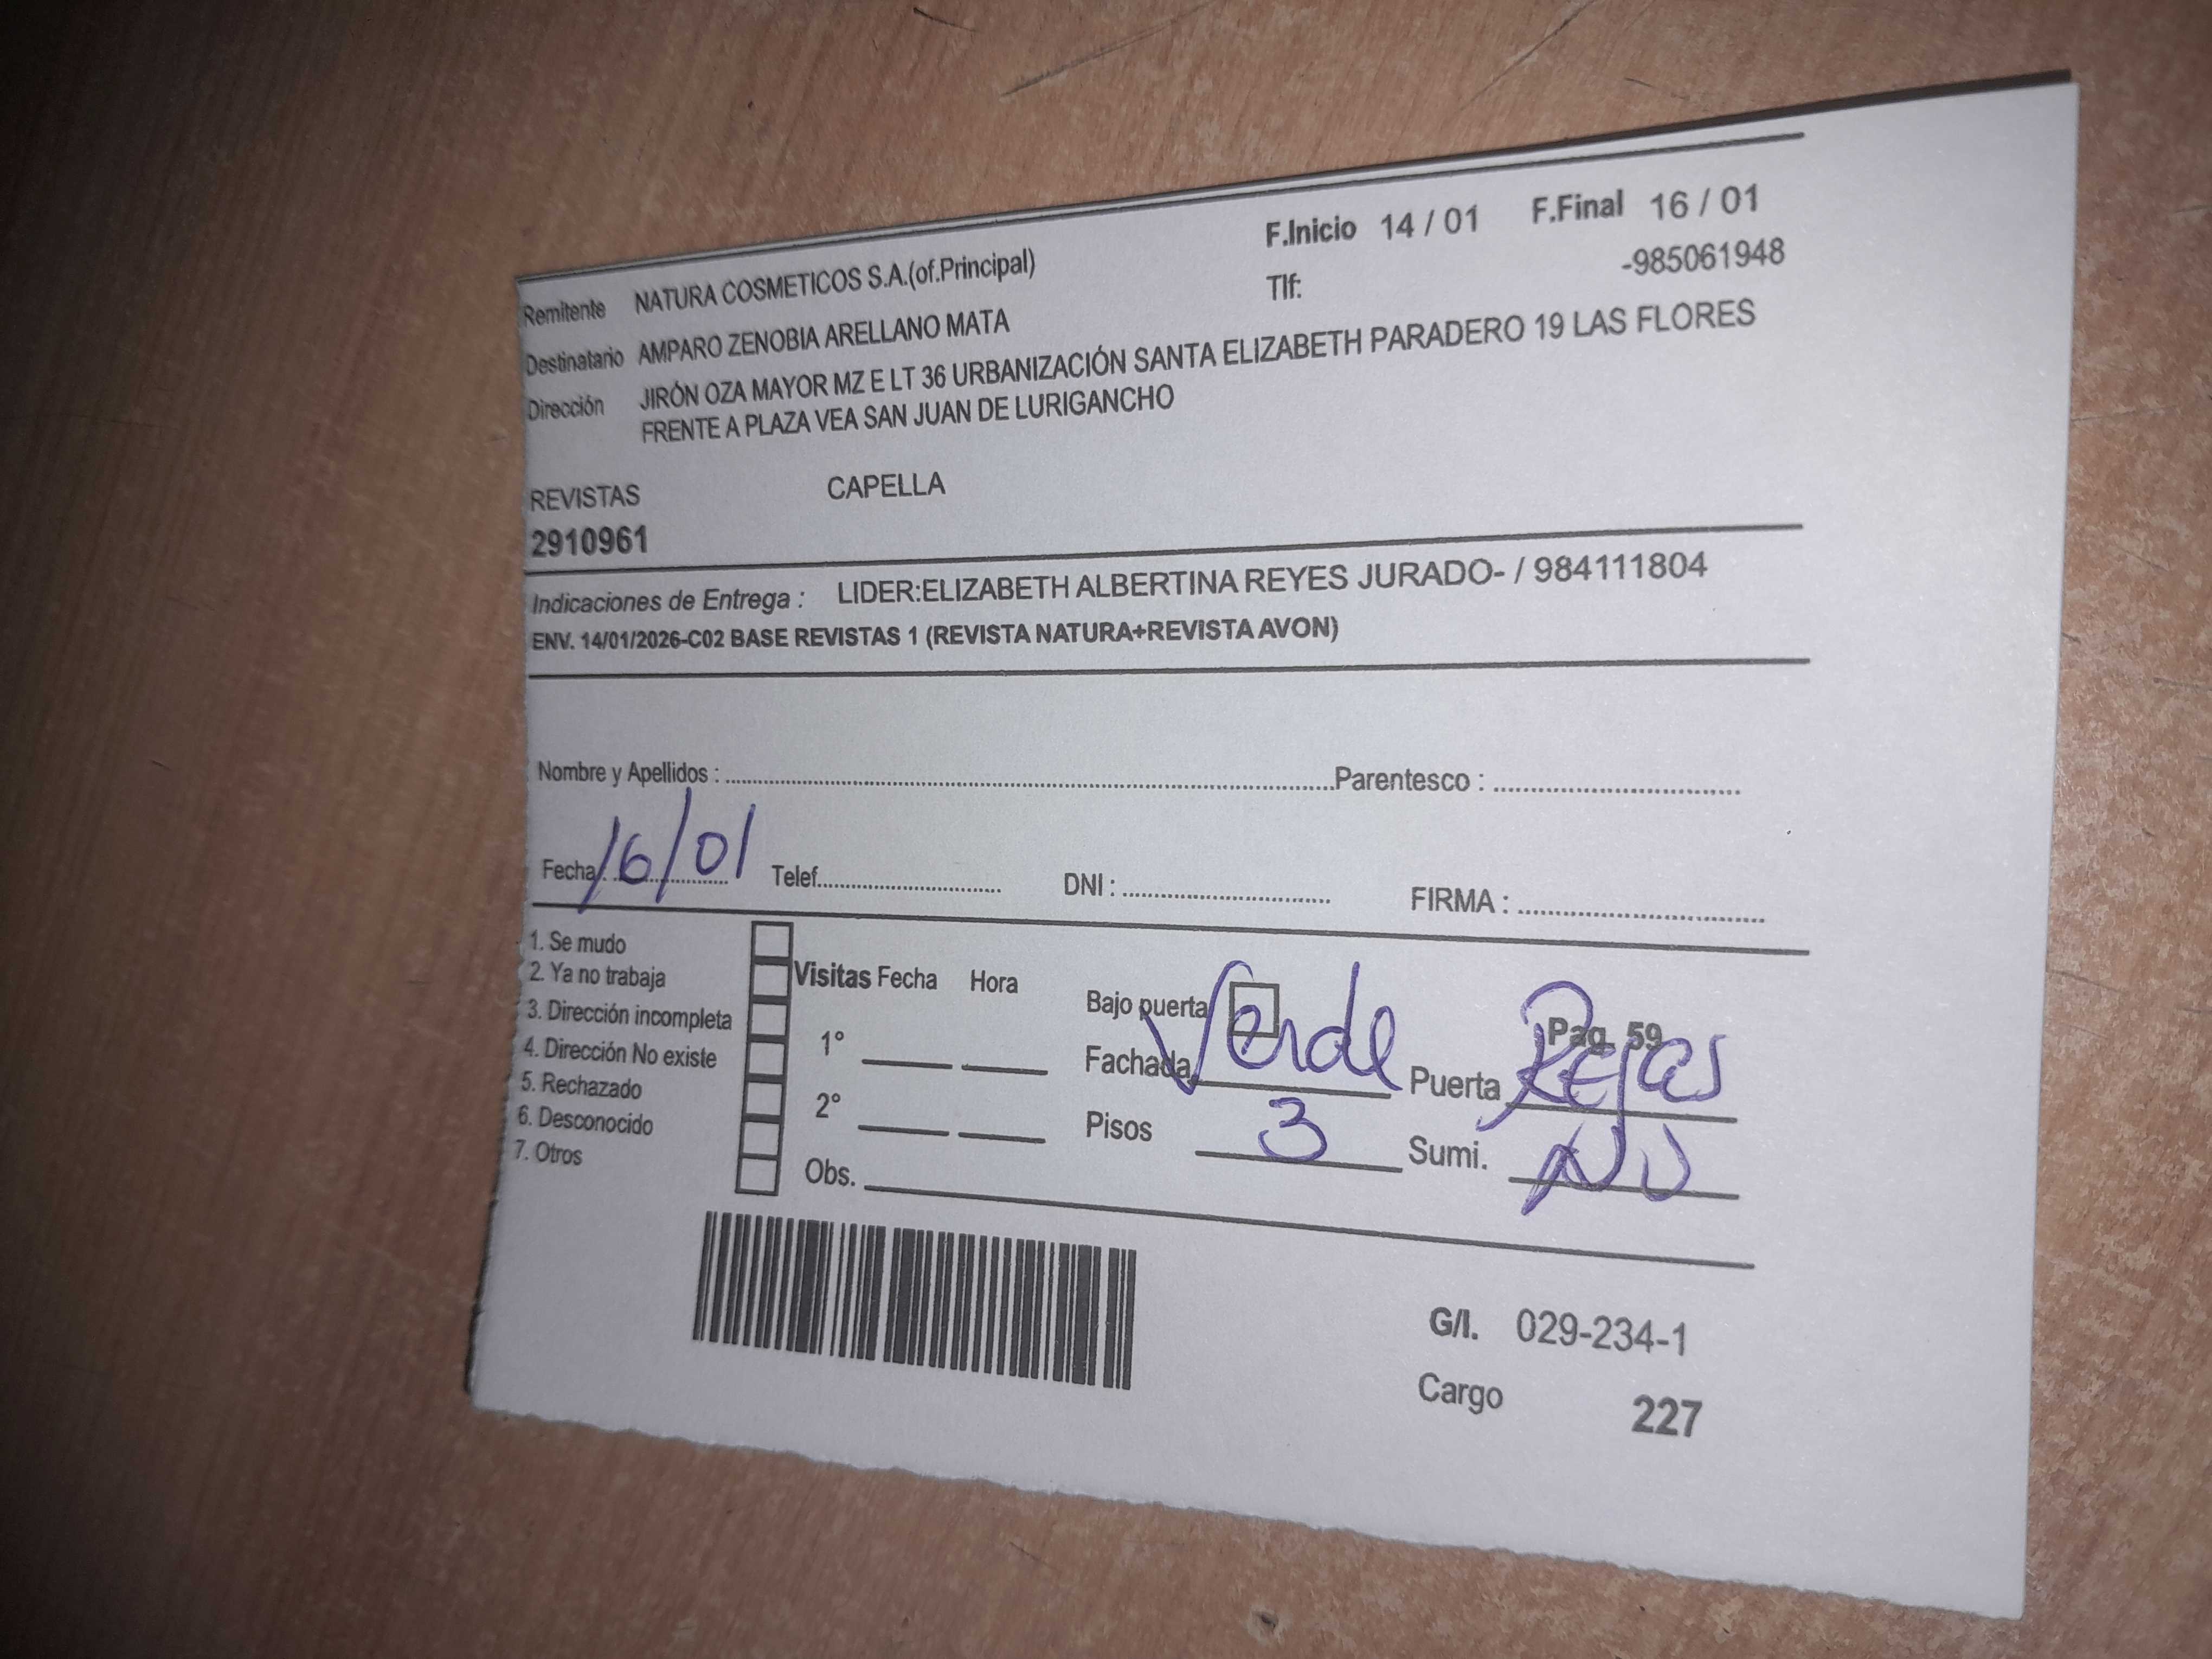 F.Inicio 14 / 01 F.Final 16 / 01
Remitente NATURA COSMETICOS S.A.(of.Principal) Tlf: -985061948
Destinatario AMPARO ZENOBIA ARELLANO MATA
Dirección JIRÓN OZA MAYOR MZ E LT 36 URBANIZACIÓN SANTA ELIZABETH PARADERO 19 LAS FLORES
FRENTE A PLAZA VEA SAN JUAN DE LURIGANCHO
REVISTAS CAPELLA
2910961
Indicaciones de Entrega : LIDER:ELIZABETH ALBERTINA REYES JURADO- / 984111804
ENV. 14/01/2026-C02 BASE REVISTAS 1 (REVISTA NATURA+REVISTA AVON)
Nombre y Apellidos : Parentesco :
Fecha: 16/01 Telef. DNI : FIRMA :
1. Se mudo
2. Ya no trabaja
3. Dirección incompleta
4. Dirección No existe
5. Rechazado
6. Desconocido
7. Otros
Visitas Fecha Hora
1°
2°
Obs.
Bajo puerta Pag. 59
Fachada Verde Puerta Rejas
Pisos 3 Sumi. NO
G/I. 029-234-1
Cargo 227